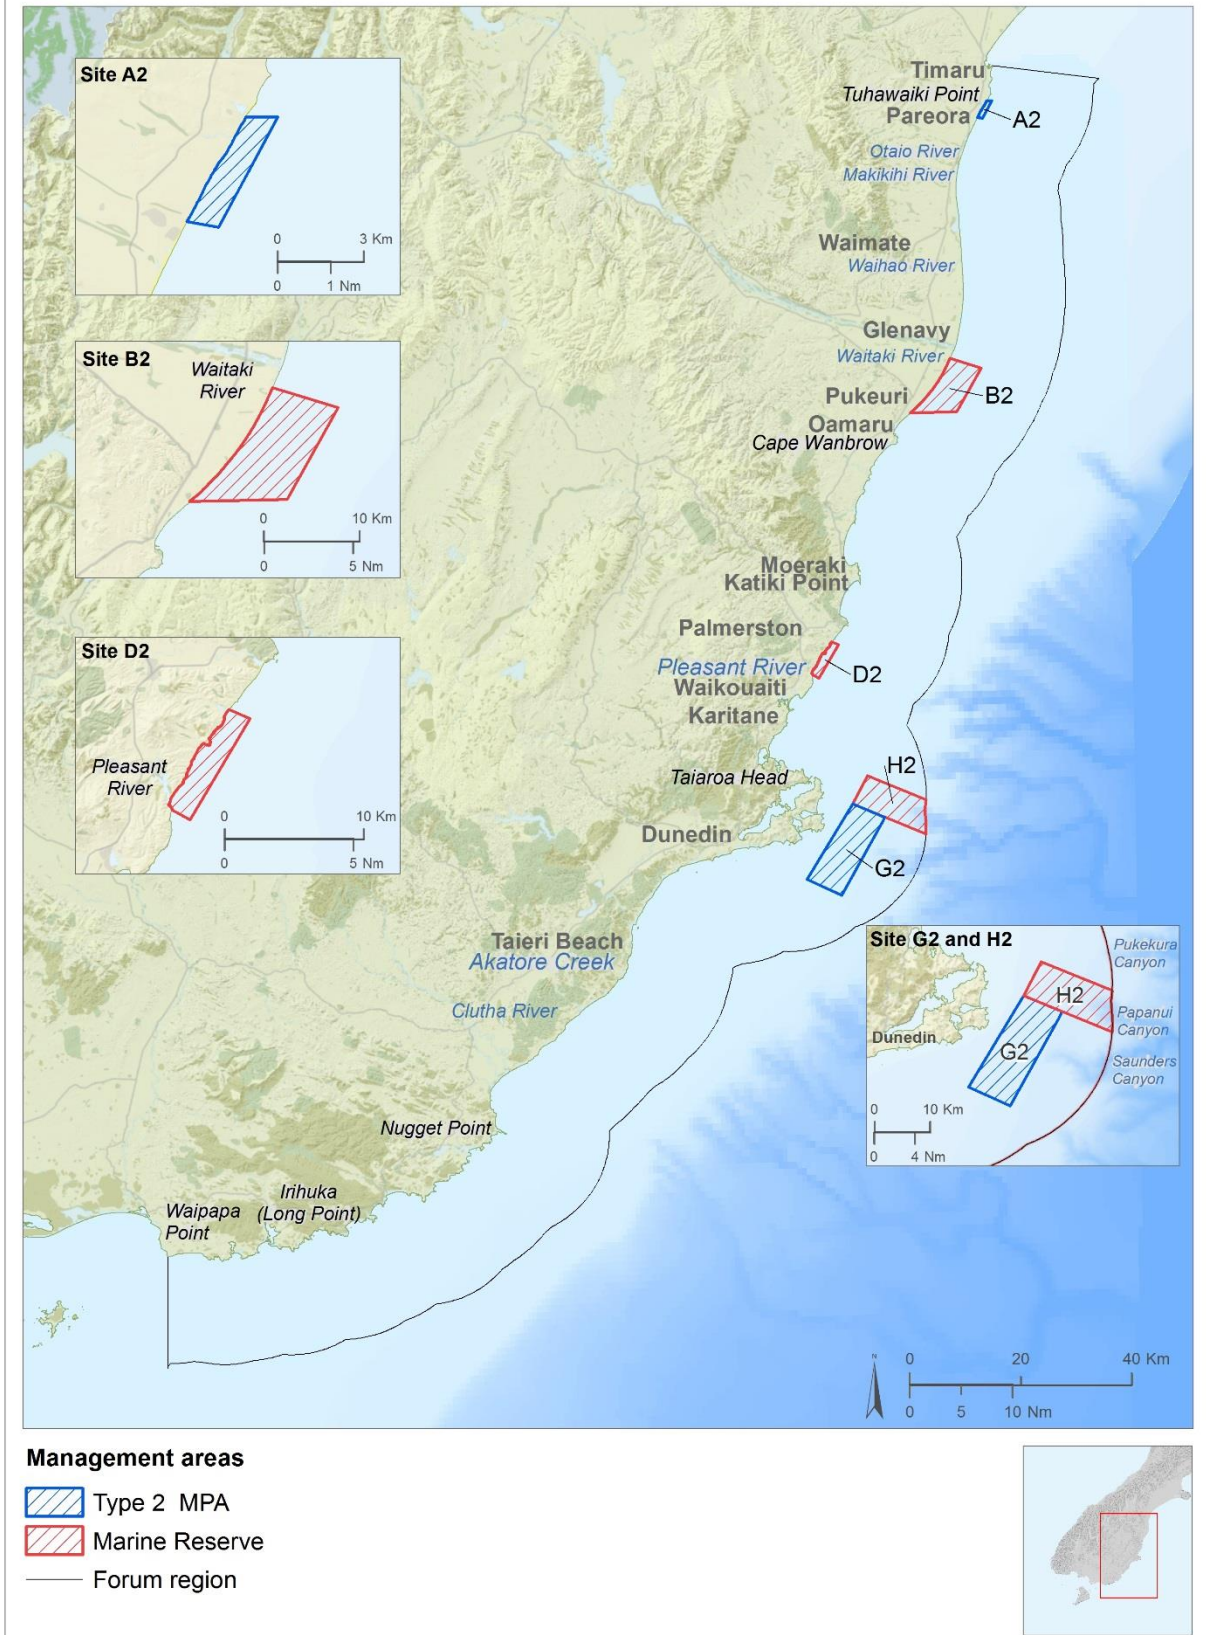 Site A2
0 3 Km
0 1 Nm
Site B2
Waitaki
River
0 10 Km
0 5 Nm
Site D2
Pleasant
River
0 10 Km
0 5 Nm
Timaru
Tuhawaiki Point
Pareora
A2
Otaio River
Makikihi River
Waimate
Waihao River
Glenavy
Waitaki River
Pukeuri
B2
Oamaru
Cape Wanbrow
Moeraki
Katiki Point
Palmerston
Pleasant River
D2
Waikouaiti
Karitane
H2
Taiaroa Head
Dunedin
G2
Taieri Beach
Akatore Creek
Clutha River
Nugget Point
Irihuka
(Long Point)
Waipapa
Point
Site G2 and H2
Pukekura
Canyon
H2
Papanui
Canyon
Dunedin
G2
Saunders
Canyon
0 10 Km
0 4 Nm
N
0 20 40 Km
0 5 10 Nm
Management areas
Type 2 MPA
Marine Reserve
Forum region